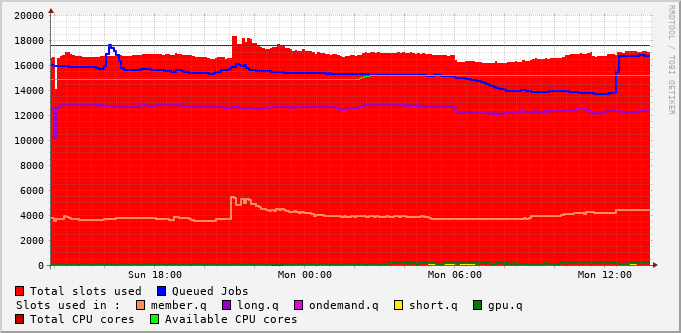 RRDTOOL / TOBI OETIKER
20000
18000
16000
14000
12000
10000
8000
6000
4000
2000
0
Sun 18:00 Mon 00:00 Mon 06:00 Mon 12:00
Total slots used Queued Jobs
Slots used in : member.q long.q ondemand.q short.q gpu.q
Total CPU cores Available CPU cores